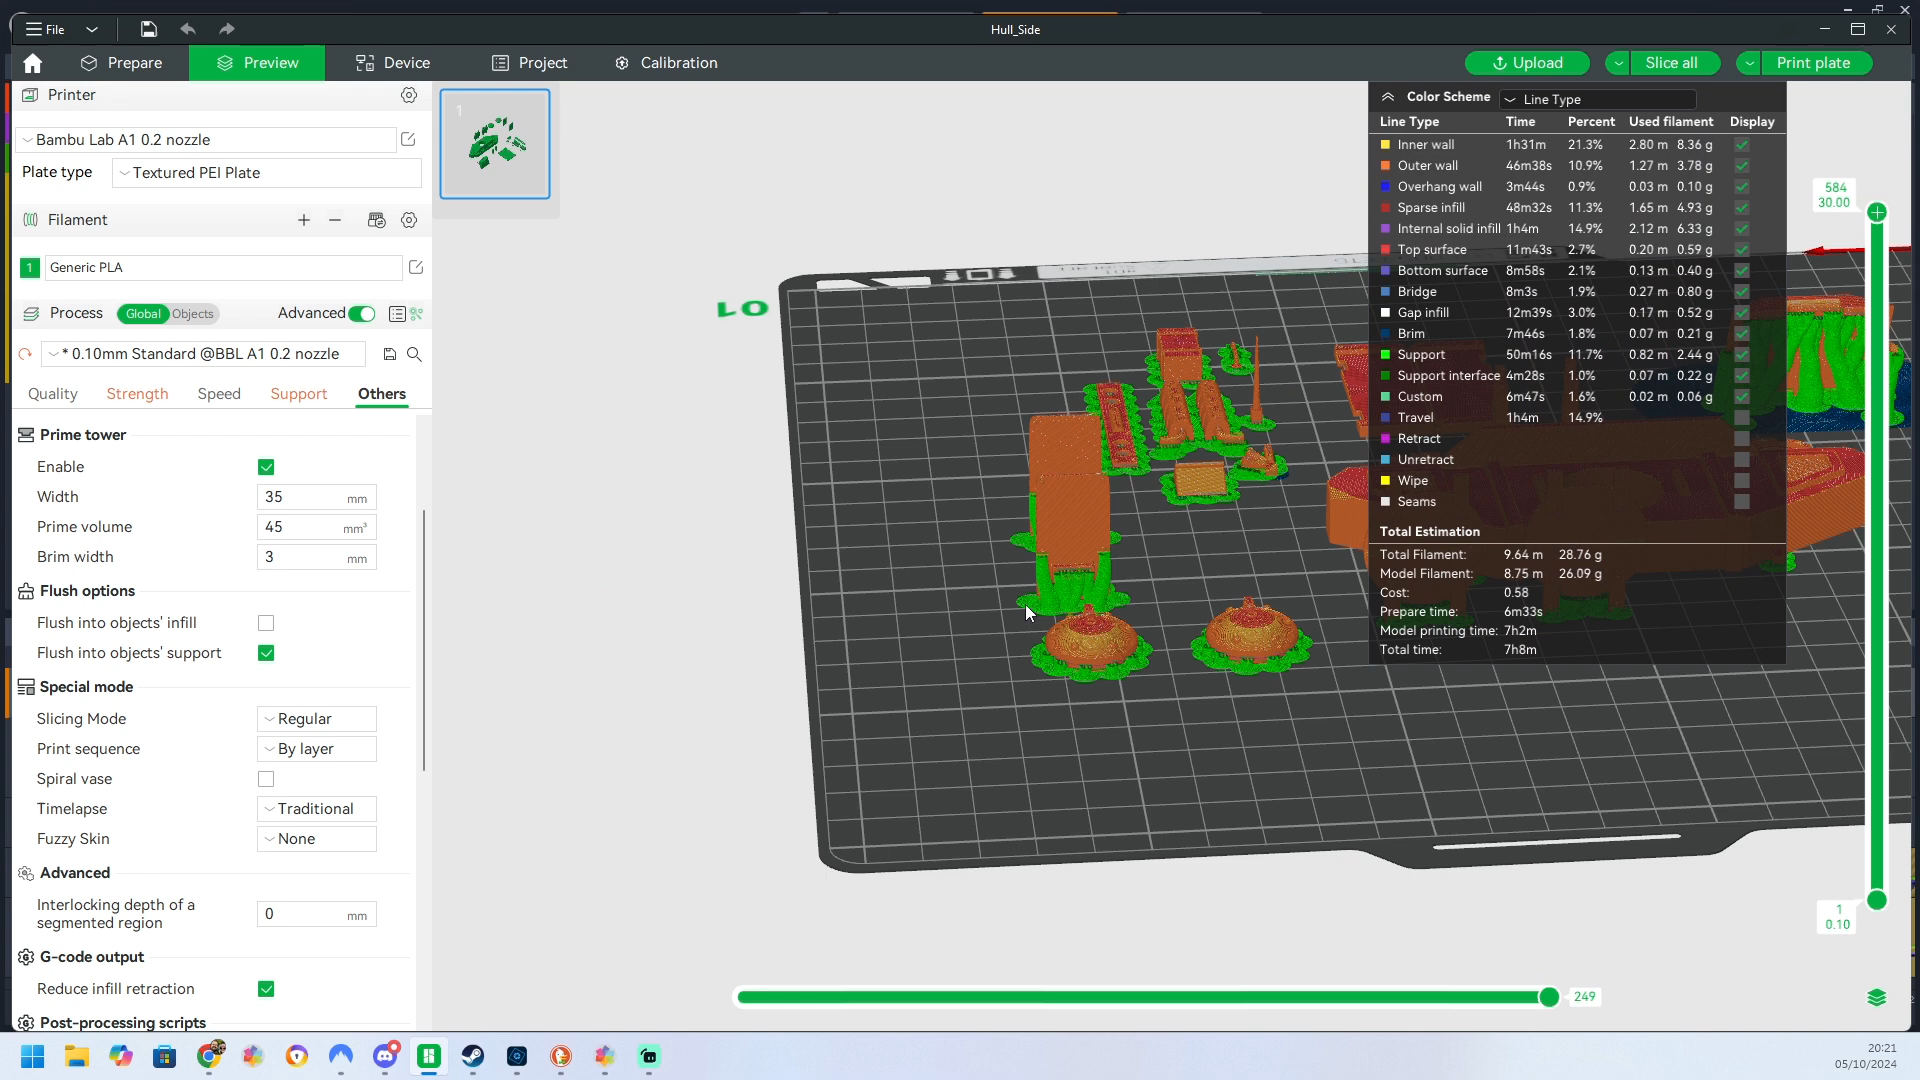 File
Hull_Side
Prepare
Preview
Device
Project
Calibration
Upload
Slice all
Print plate
Printer
Bambu Lab A1 0.2 nozzle
Plate type
Textured PEI Plate
Filament
1
Generic PLA
Process
Global
Objects
Advanced
* 0.10mm Standard @BBL A1 0.2 nozzle
Quality
Strength
Speed
Support
Others
Prime tower
Enable
Width 35 mm
Prime volume 45 mm³
Brim width 3 mm
Flush options
Flush into objects' infill
Flush into objects' support
Special mode
Slicing Mode Regular
Print sequence By layer
Spiral vase
Timelapse Traditional
Fuzzy Skin None
Advanced
Interlocking depth of a
segmented region 0 mm
G-code output
Reduce infill retraction
Post-processing scripts
1
Color Scheme Line Type
Line Type Time Percent Used filament Display
Inner wall 1h31m 21.3% 2.80 m 8.36 g
Outer wall 46m38s 10.9% 1.27 m 3.78 g
Overhang wall 3m44s 0.9% 0.03 m 0.10 g
Sparse infill 48m32s 11.3% 1.65 m 4.93 g
Internal solid infill 1h4m 14.9% 2.12 m 6.33 g
Top surface 11m43s 2.7% 0.20 m 0.59 g
Bottom surface 8m58s 2.1% 0.13 m 0.40 g
Bridge 8m3s 1.9% 0.27 m 0.80 g
Gap infill 12m39s 3.0% 0.17 m 0.52 g
Brim 7m46s 1.8% 0.07 m 0.21 g
Support 50m16s 11.7% 0.82 m 2.44 g
Support interface 4m28s 1.0% 0.07 m 0.22 g
Custom 6m47s 1.6% 0.02 m 0.06 g
Travel 1h4m 14.9%
Retract
Unretract
Wipe
Seams
Total Estimation
Total Filament: 9.64 m 28.76 g
Model Filament: 8.75 m 26.09 g
Cost: 0.58
Prepare time: 6m33s
Model printing time: 7h2m
Total time: 7h8m
584
30.00
1
0.10
249
20:21
05/10/2024